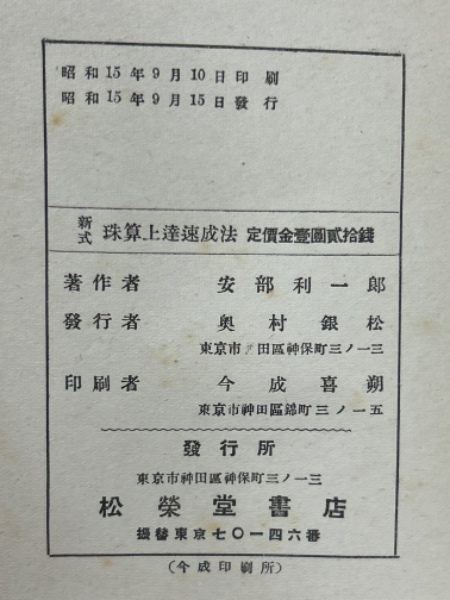 昭和15年9月10日印刷
昭和15年9月15日發行
新式 珠算上達速成法 定價金壹圓貳拾錢
著作者 安部利一郎
發行者 奥村銀松
東京市田區神保町三ノ一三
印刷者 今成喜朔
東京市神田區錦町三ノ一五
發行所
東京市神田區神保町三ノ一三
松榮堂書店
振替東京七〇一四六番
(今成印刷所)